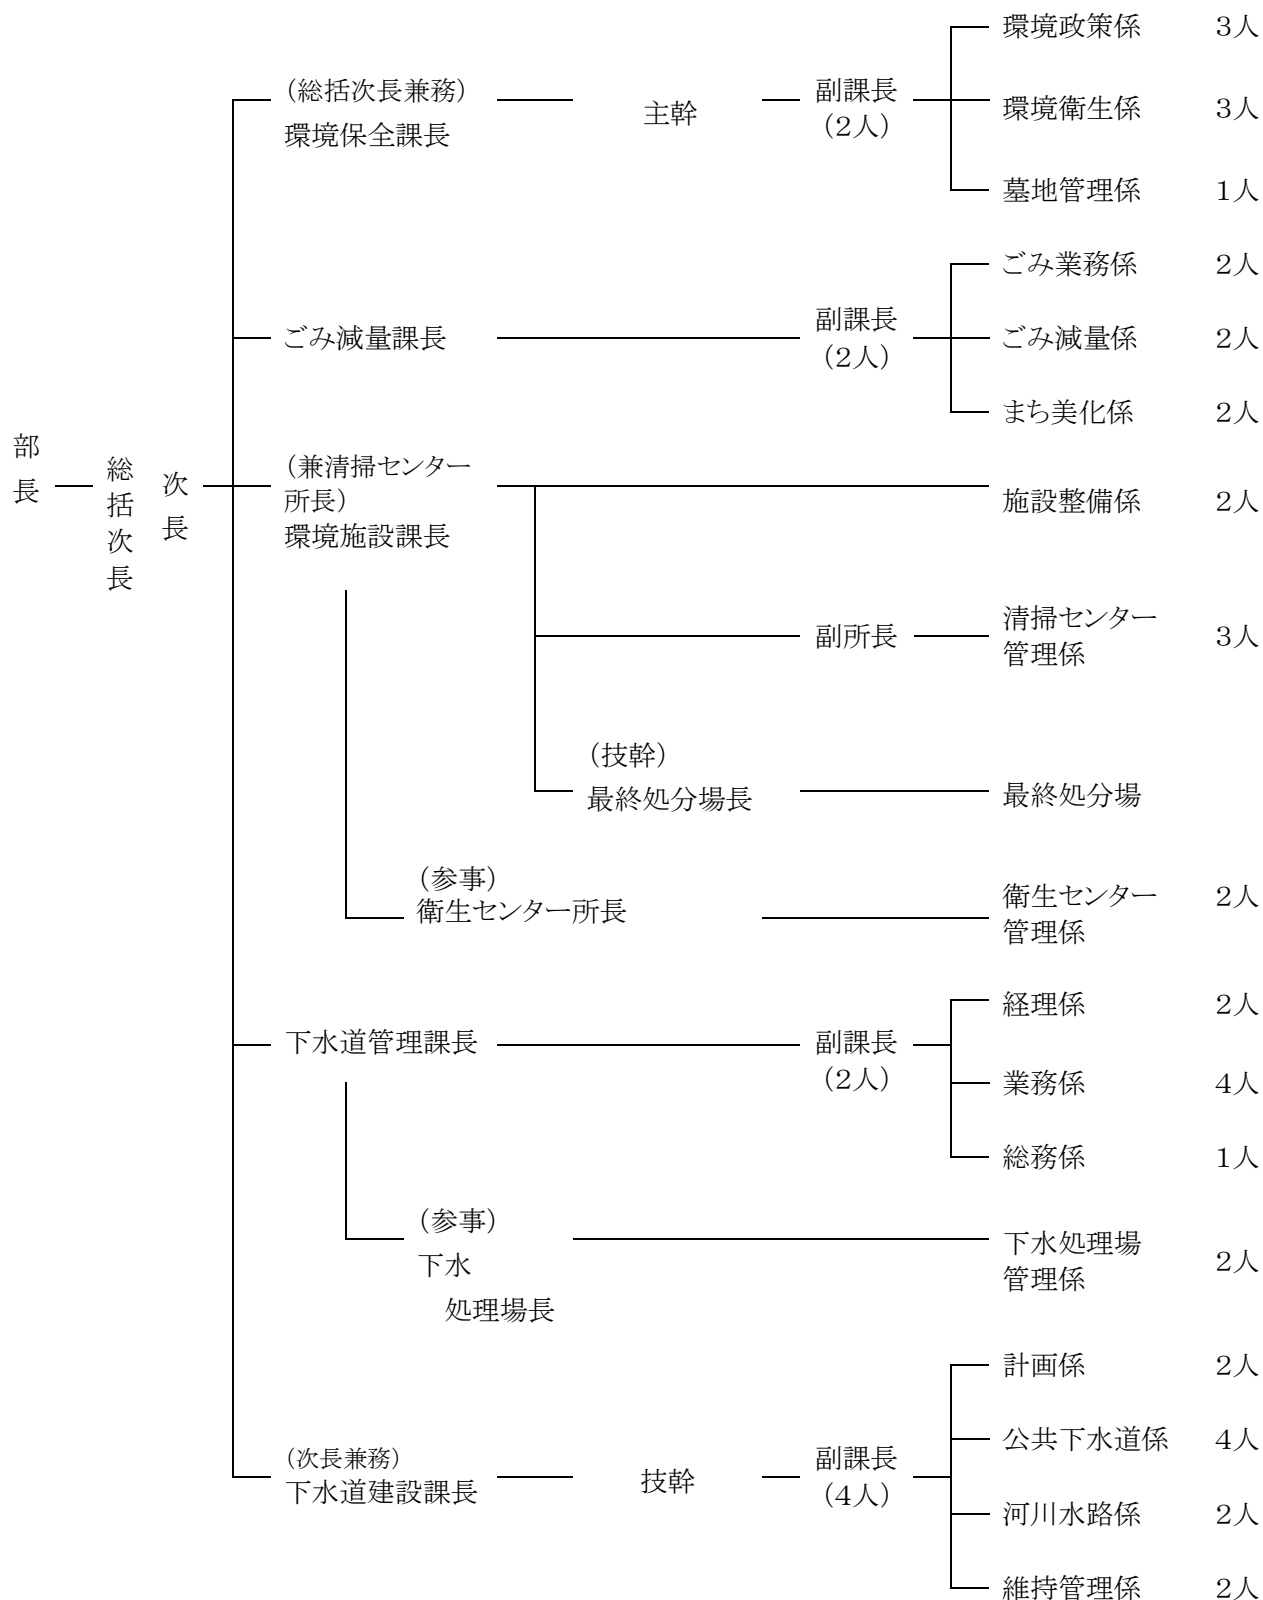 環境政策係 3人
(総括次長兼務)
環境保全課長
主幹
副課長
(2人)
環境衛生係 3人
墓地管理係 1人
ごみ業務係 2人
ごみ減量課長
副課長
(2人)
ごみ減量係 2人
まち美化係 2人
部長
総括次長
次長
(兼清掃センター
所長)
環境施設課長
施設整備係 2人
副所長
清掃センター
管理係
3人
(技幹)
最終処分場長
最終処分場
(参事)
衛生センター所長
衛生センター
管理係
2人
経理係 2人
下水道管理課長
副課長
(2人)
業務係 4人
総務係 1人
(参事)
下水
処理場長
下水処理場
管理係
2人
計画係 2人
公共下水道係 4人
(次長兼務)
下水道建設課長
技幹
副課長
(4人)
河川水路係 2人
維持管理係 2人